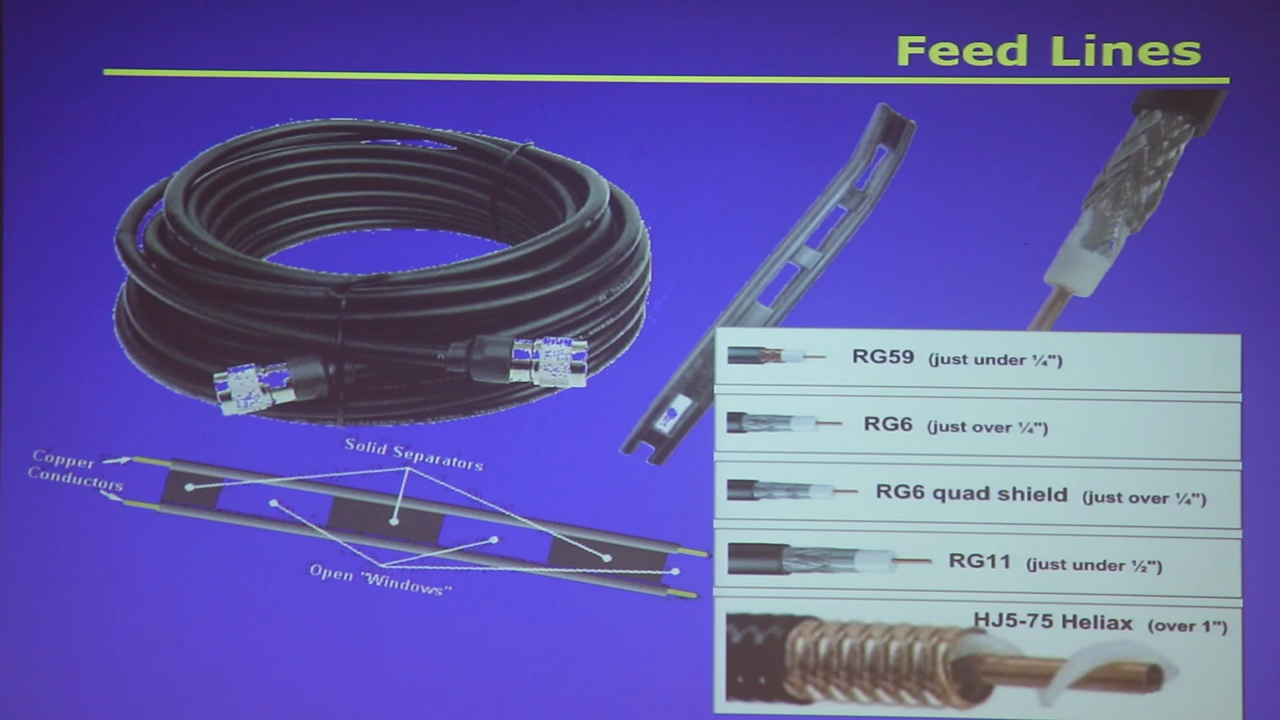 Feed Lines
Copper
Conductors
Solid Separators
Open "Windows"
RG59 (just under ¼")
RG6 (just over ¼")
RG6 quad shield (just over ¼")
RG11 (just under ½")
HJ5-75 Heliax (over 1")